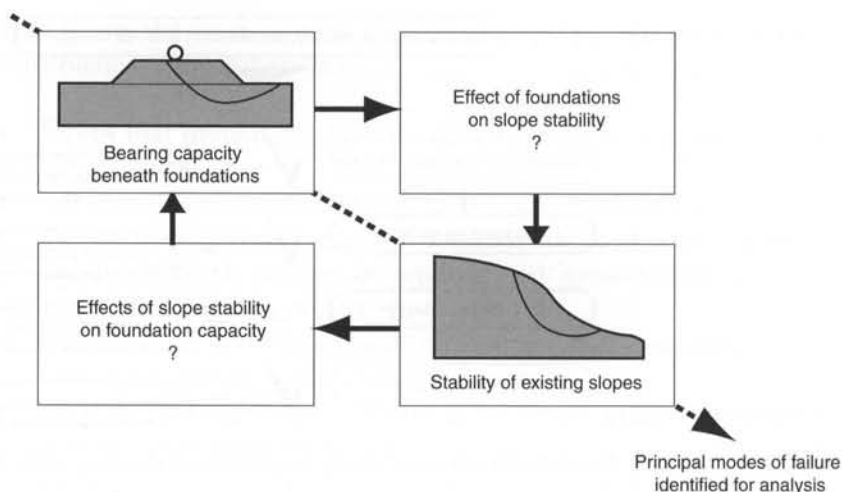 Bearing capacity
beneath foundations
Effect of foundations
on slope stability
?
Effects of slope stability
on foundation capacity
?
Stability of existing slopes
Principal modes of failure
identified for analysis